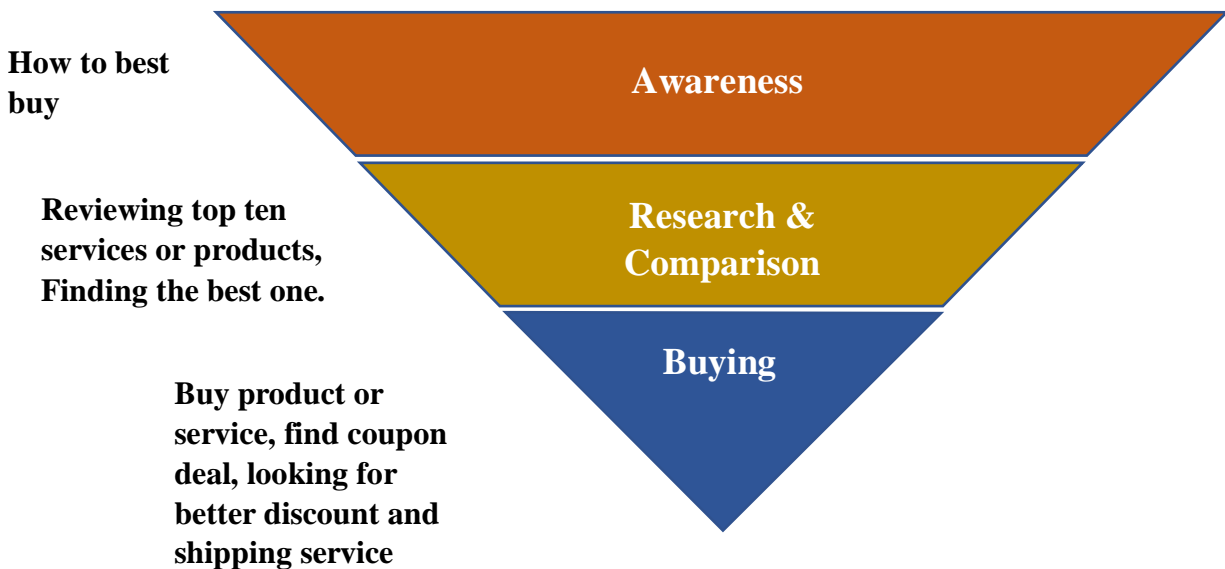 How to best
buy
Awareness
Reviewing top ten
services or products,
Finding the best one.
Research &
Comparison
Buy product or
service, find coupon
deal, looking for
better discount and
shipping service
Buying